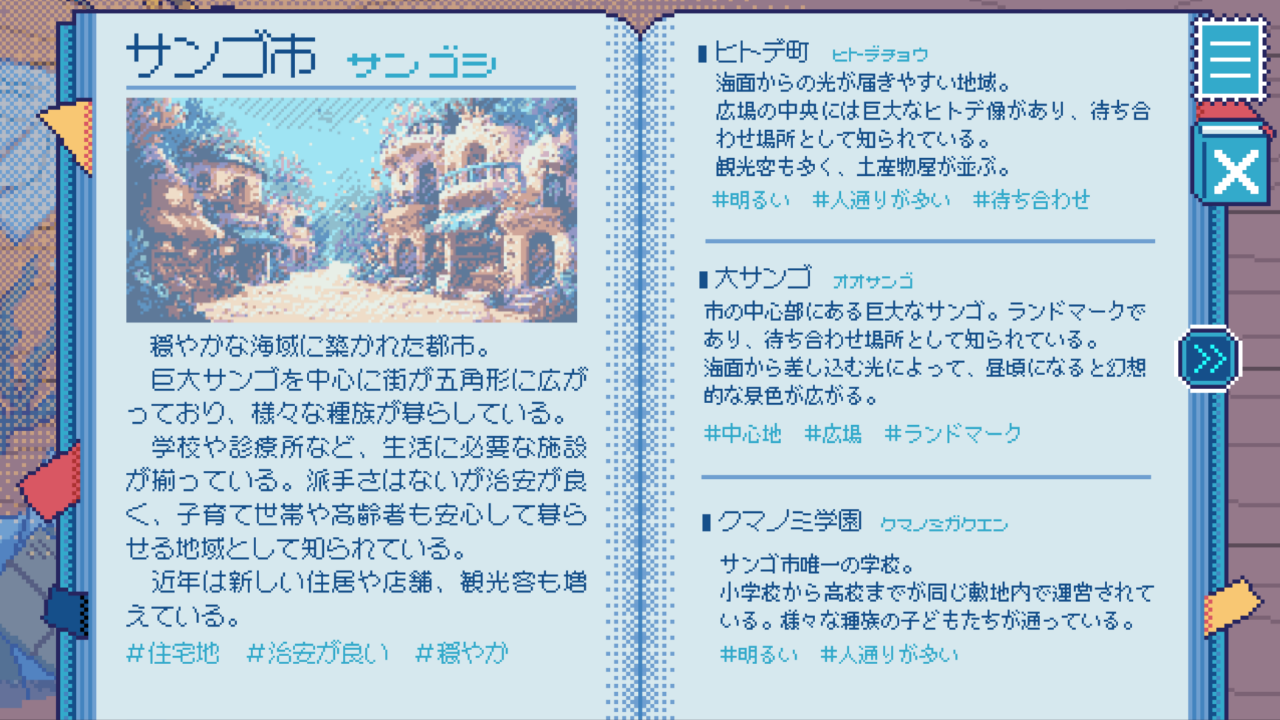 サンゴ市 サンゴシ
穏やかな海域に築かれた都市。
巨大サンゴを中心に街が五角形に広が
っており、様々な種族が暮らしている。
学校や診療所など、生活に必要な施設
が揃っている。派手さはないが治安が良
く、子育て世帯や高齢者も安心して暮ら
せる地域として知られている。
近年は新しい住居や店舗、観光客も増
えている。
#住宅地 #治安が良い #穏やか
ヒトデ町 ヒトデチョウ
海面からの光が届きやすい地域。
広場の中央には巨大なヒトデ像があり、待ち合
わせ場所として知られている。
観光客も多く、土産物屋が並ぶ。
#明るい #人通りが多い #待ち合わせ
大サンゴ オオサンゴ
市の中心部にある巨大なサンゴ。ランドマークで
あり、待ち合わせ場所として知られている。
海面から差し込む光によって、昼頃になると幻想
的な景色が広がる。
#中心地 #広場 #ランドマーク
クマノミ学園 クマノミガクエン
サンゴ市唯一の学校。
小学校から高校までが同じ敷地内で運営されて
いる。様々な種族の子どもたちが通っている。
#明るい #人通りが多い